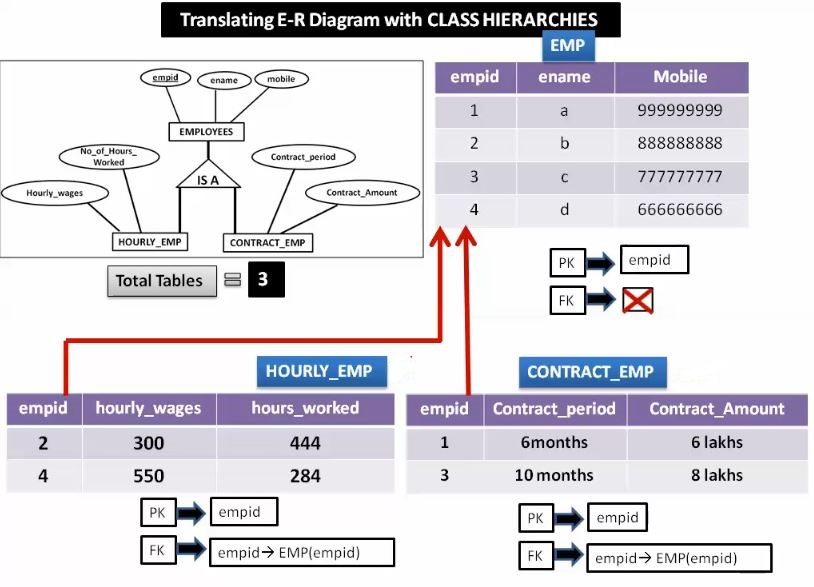 Translating E-R Diagram with CLASS HIERARCHIES
empid
ename
mobile
EMPLOYEES
No_of_Hours_
Worked
Contract_period
IS A
Hourly_wages
Contract_Amount
HOURLY_EMP
CONTRACT_EMP
Total Tables = 3
EMP
empid ename Mobile
1 a 999999999
2 b 888888888
3 c 777777777
4 d 666666666
PK empid
FK
HOURLY_EMP
empid hourly_wages hours_worked
2 300 444
4 550 284
PK empid
FK empid→ EMP(empid)
CONTRACT_EMP
empid Contract_period Contract_Amount
1 6months 6 lakhs
3 10 months 8 lakhs
PK empid
FK empid→ EMP(empid)